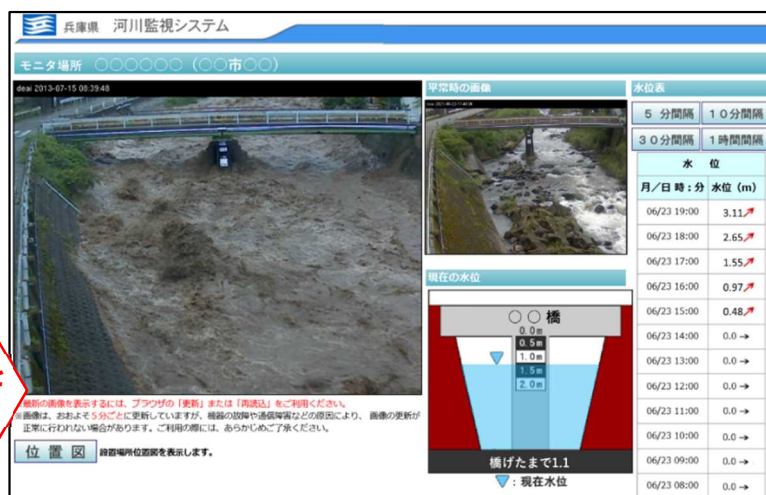 兵庫県 河川監視システム
モニタ場所 〇〇〇〇〇〇（〇〇市〇〇）
deai 2013-07-15 08:39:48
最新の画像を表示するには、ブラウザの「更新」または「再読込」をご利用ください。
※画像は、おおよそ5分ごとに更新していますが、機器の故障や通信障害などの原因により、画像の更新が
正常に行われない場合があります。ご利用の際には、あらかじめご了承ください。
位置図 設置場所位置図を表示します。
平常時の画像
現在の水位
〇〇橋
0.0m
0.5m
1.0m
1.5m
2.0m
橋げたまで1.1
▽：現在水位
水位表
5分間隔 10分間隔
30分間隔 1時間間隔
水位
月／日 時：分 水位（m）
06/23 19:00 3.11↗
06/23 18:00 2.65↗
06/23 17:00 1.55↗
06/23 16:00 0.97↗
06/23 15:00 0.48↗
06/23 14:00 0.0→
06/23 13:00 0.0→
06/23 12:00 0.0→
06/23 11:00 0.0→
06/23 10:00 0.0→
06/23 09:00 0.0→
06/23 08:00 0.0→